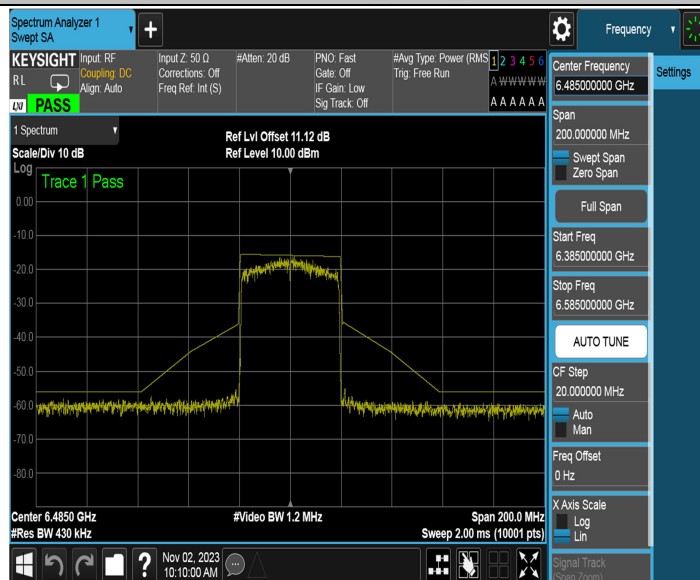 Spectrum Analyzer 1
Swept SA
+
Frequency
KEYSIGHT
RL
LXI
PASS
Input: RF
Coupling: DC
Align: Auto
Input Z: 50 Ω
Corrections: Off
Freq Ref: Int (S)
#Atten: 20 dB
PNO: Fast
Gate: Off
IF Gain: Low
Sig Track: Off
#Avg Type: Power (RMS
Trig: Free Run
1 2 3 4 5 6
A W W W W W
A A A A A A
1 Spectrum
Scale/Div 10 dB
Ref Lvl Offset 11.12 dB
Ref Level 10.00 dBm
Log
Trace 1 Pass
0.00
-10.0
-20.0
-30.0
-40.0
-50.0
-60.0
-70.0
-80.0
Center 6.4850 GHz
#Res BW 430 kHz
#Video BW 1.2 MHz
Span 200.0 MHz
Sweep 2.00 ms (10001 pts)
Center Frequency
6.485000000 GHz
Settings
Span
200.000000 MHz
Swept Span
Zero Span
Full Span
Start Freq
6.385000000 GHz
Stop Freq
6.585000000 GHz
AUTO TUNE
CF Step
20.000000 MHz
Auto
Man
Freq Offset
0 Hz
X Axis Scale
Log
Lin
Signal Track
(Span Zoom)
?
Nov 02, 2023
10:10:00 AM